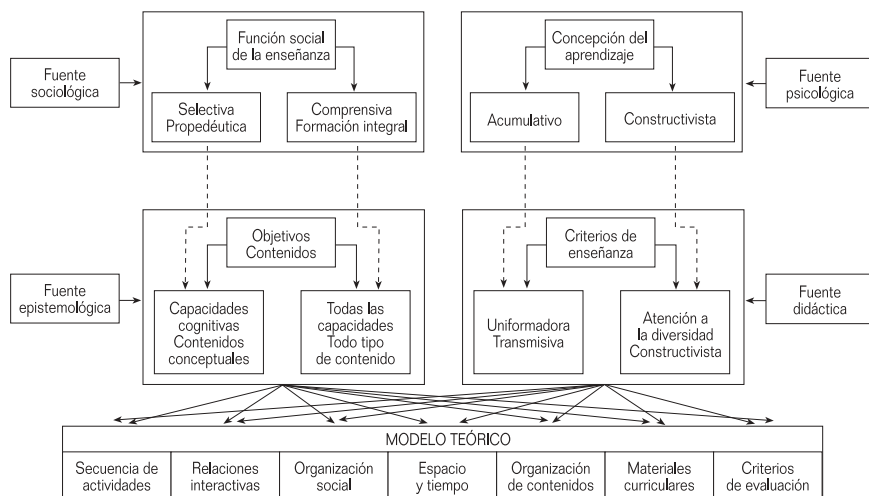 Función social
de la enseñanza
Concepción del
aprendizaje
Fuente
sociológica
Selectiva
Propedéutica
Comprensiva
Formación integral
Acumulativo
Constructivista
Fuente
psicológica
Objetivos
Contenidos
Criterios de
enseñanza
Fuente
epistemológica
Capacidades
cognitivas
Contenidos
conceptuales
Todas las
capacidades
Todo tipo
de contenido
Uniformadora
Transmisiva
Atención a
la diversidad
Constructivista
Fuente
didáctica
MODELO TEÓRICO
Secuencia de
actividades
Relaciones
interactivas
Organización
social
Espacio
y tiempo
Organización
de contenidos
Materiales
curriculares
Criterios
de evaluación